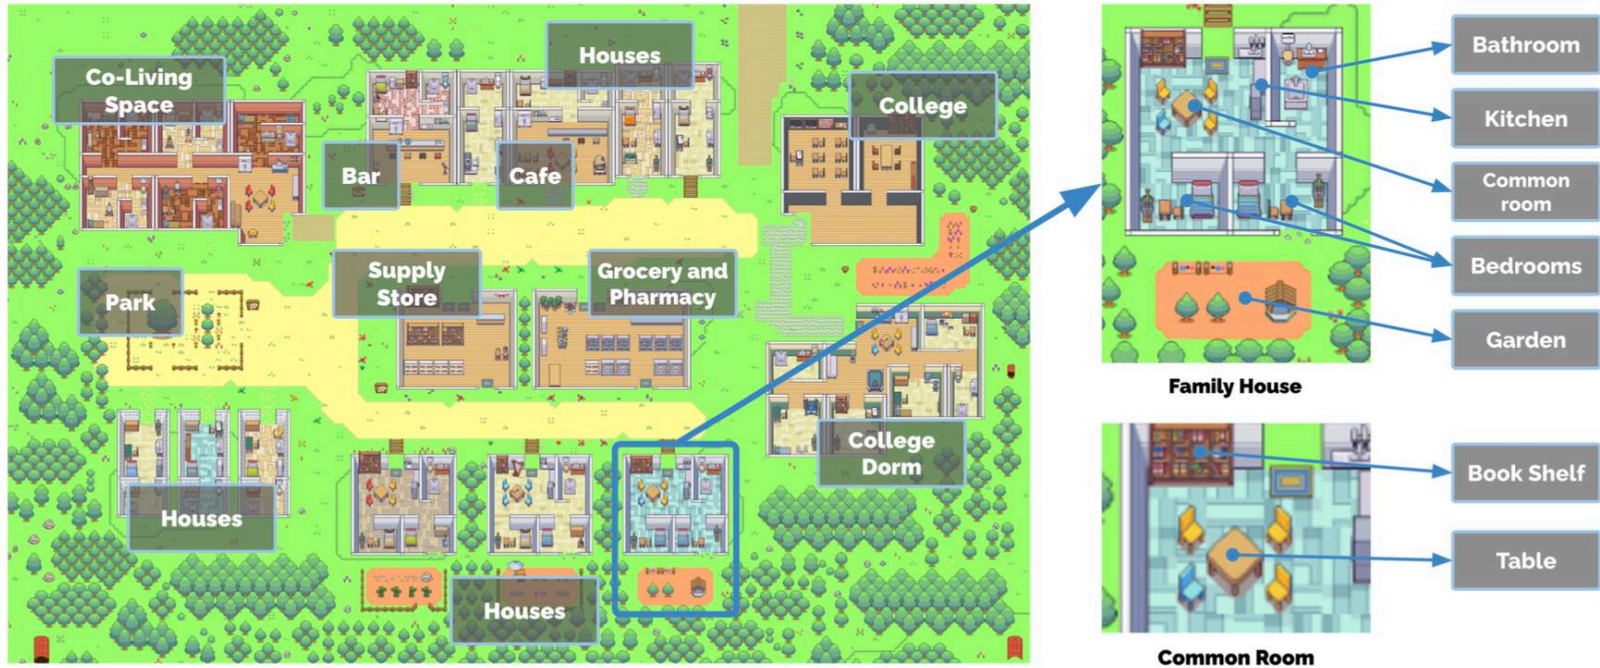 Houses
Co-Living
Space
College
Bar
Cafe
Supply
Store
Grocery and
Pharmacy
Park
College
Dorm
Houses
Houses
Bathroom
Kitchen
Common
room
Bedrooms
Garden
Family House
Book Shelf
Table
Common Room